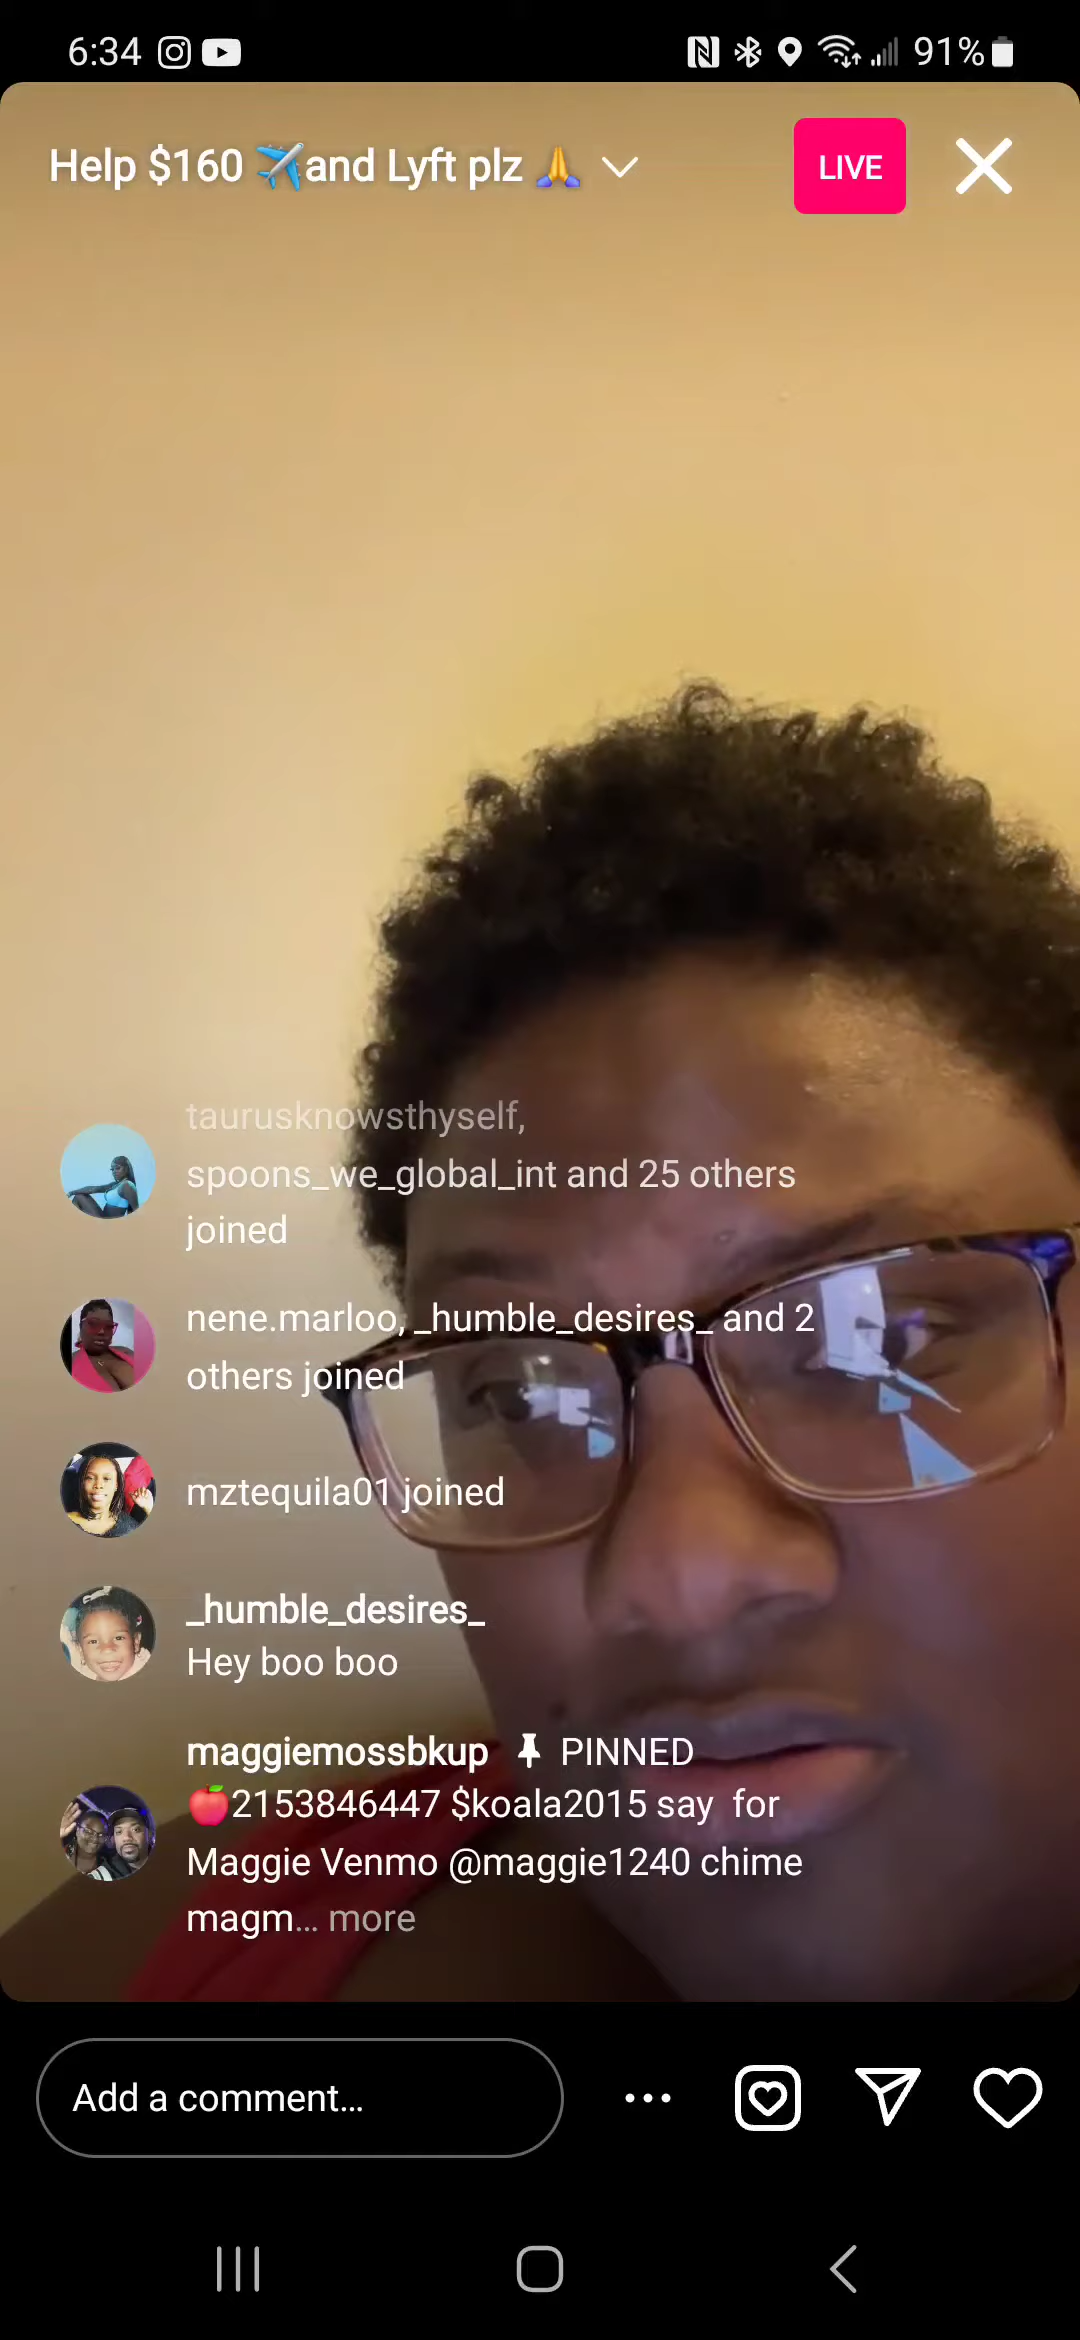 6:34 91%
Help $160 ✈️and Lyft plz 🙏
LIVE
taurusknowsthyself,
spoons_we_global_int and 25 others
joined
nene.marloo, _humble_desires_ and 2
others joined
mztequila01 joined
_humble_desires_
Hey boo boo
maggiemossbkup 📌 PINNED
🍎2153846447 $koala2015 say for
Maggie Venmo @maggie1240 chime
magm... more
Add a comment...